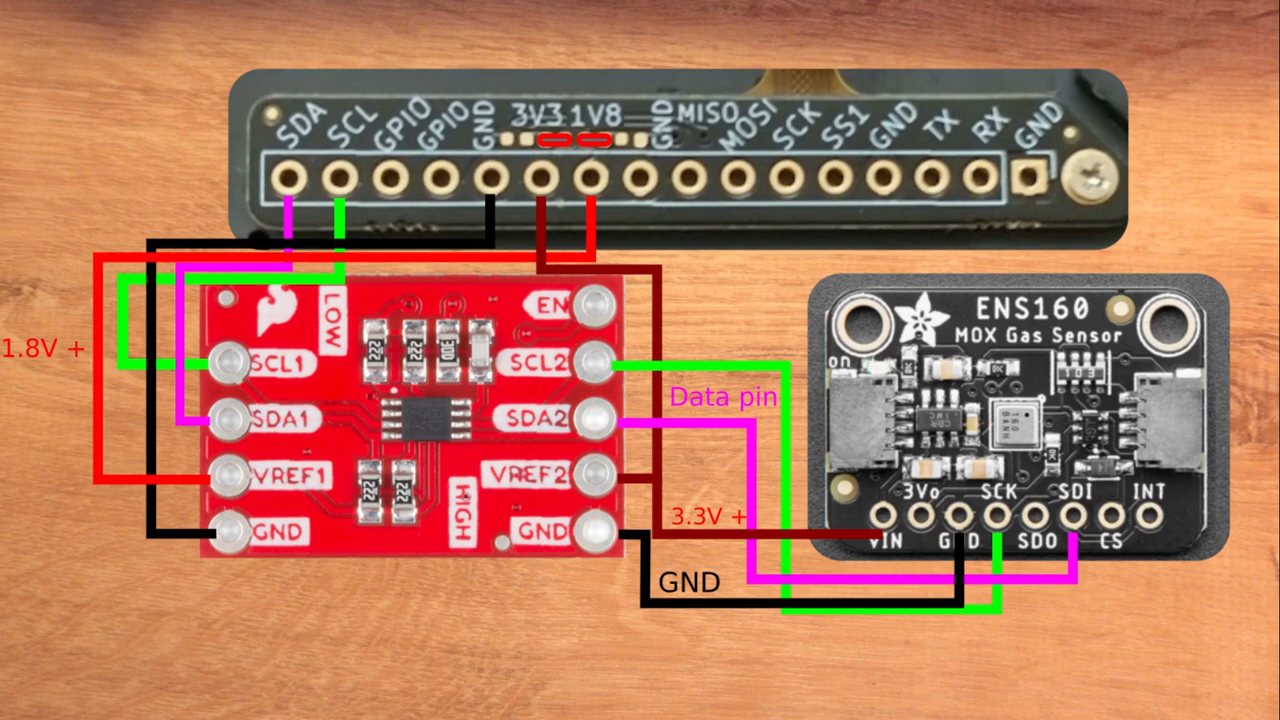 SDA SCL GPIO GPIO GND 3V3 1V8 GND MISO MOSI SCK SS1 GND TX RX GND
LOW
EN
SCL1
SCL2
SDA1
SDA2
VREF1
VREF2
HIGH
GND
GND
1.8V +
Data pin
3.3V +
GND
ENS160
MOX Gas Sensor
on
3Vo SCK SDI INT
VIN GND SDO CS